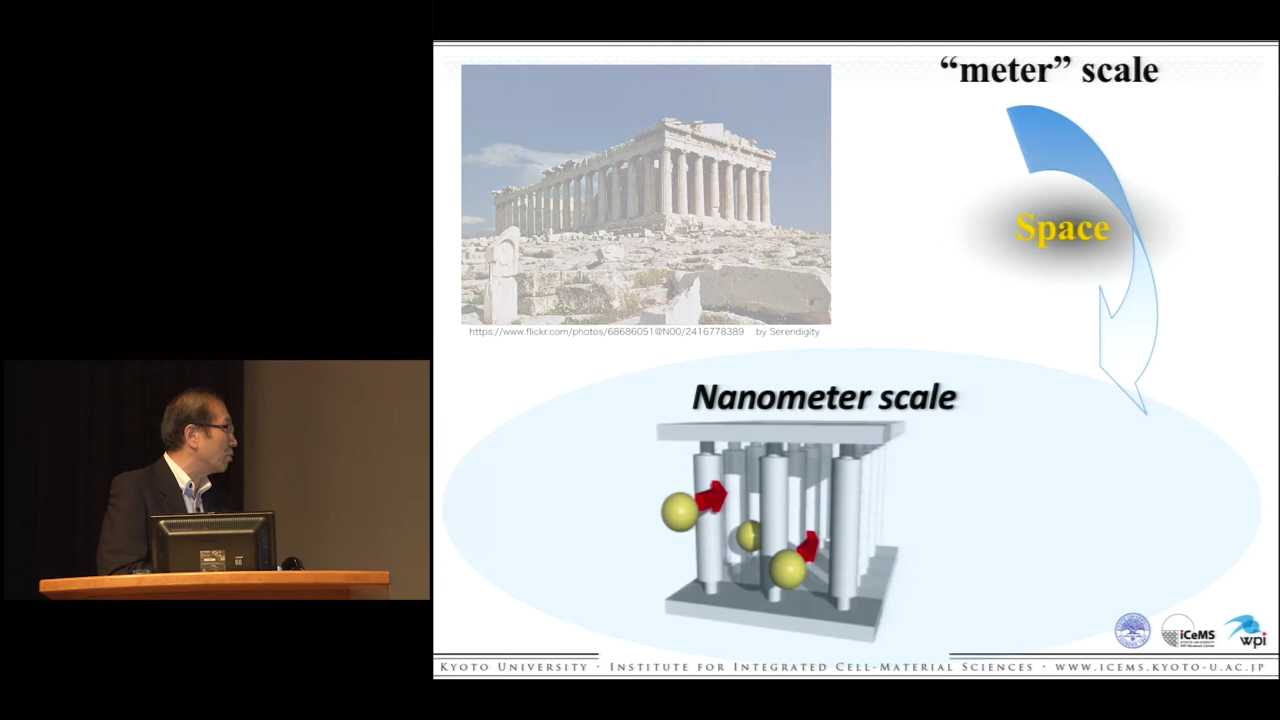 “meter” scale
Space
https://www.flickr.com/photos/68686051@N00/2416778389 by Serendigity
Nanometer scale
iCeMS
wpi
KYOTO UNIVERSITY · INSTITUTE FOR INTEGRATED CELL-MATERIAL SCIENCES · WWW.ICEMS.KYOTO-U.AC.JP